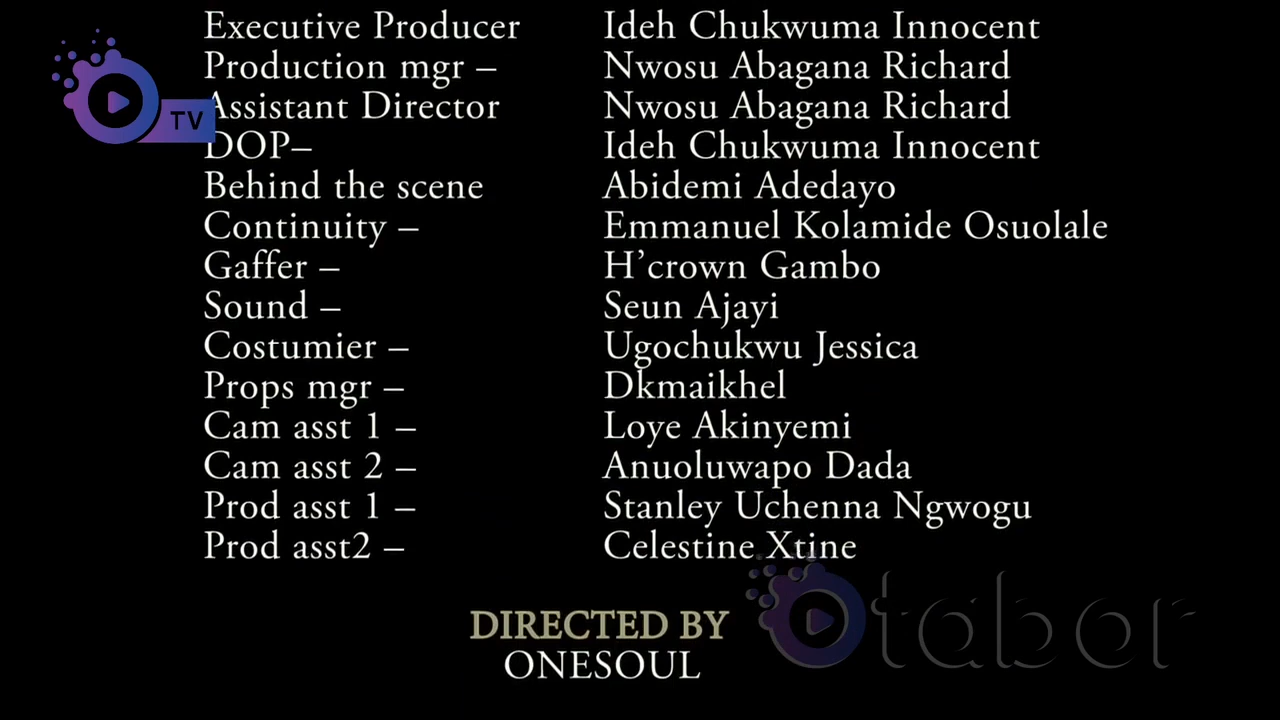 Executive Producer Ideh Chukwuma Innocent
Production mgr – Nwosu Abagana Richard
Assistant Director Nwosu Abagana Richard
TV
DOP– Ideh Chukwuma Innocent
Behind the scene Abidemi Adedayo
Continuity – Emmanuel Kolamide Osuolale
Gaffer – H’crown Gambo
Sound – Seun Ajayi
Costumier – Ugochukwu Jessica
Props mgr – Dkmaikhel
Cam asst 1 – Loye Akinyemi
Cam asst 2 – Anuoluwapo Dada
Prod asst 1 – Stanley Uchenna Ngwogu
Prod asst2 – Celestine Xtine
DIRECTED BY
ONESOUL
Otabor